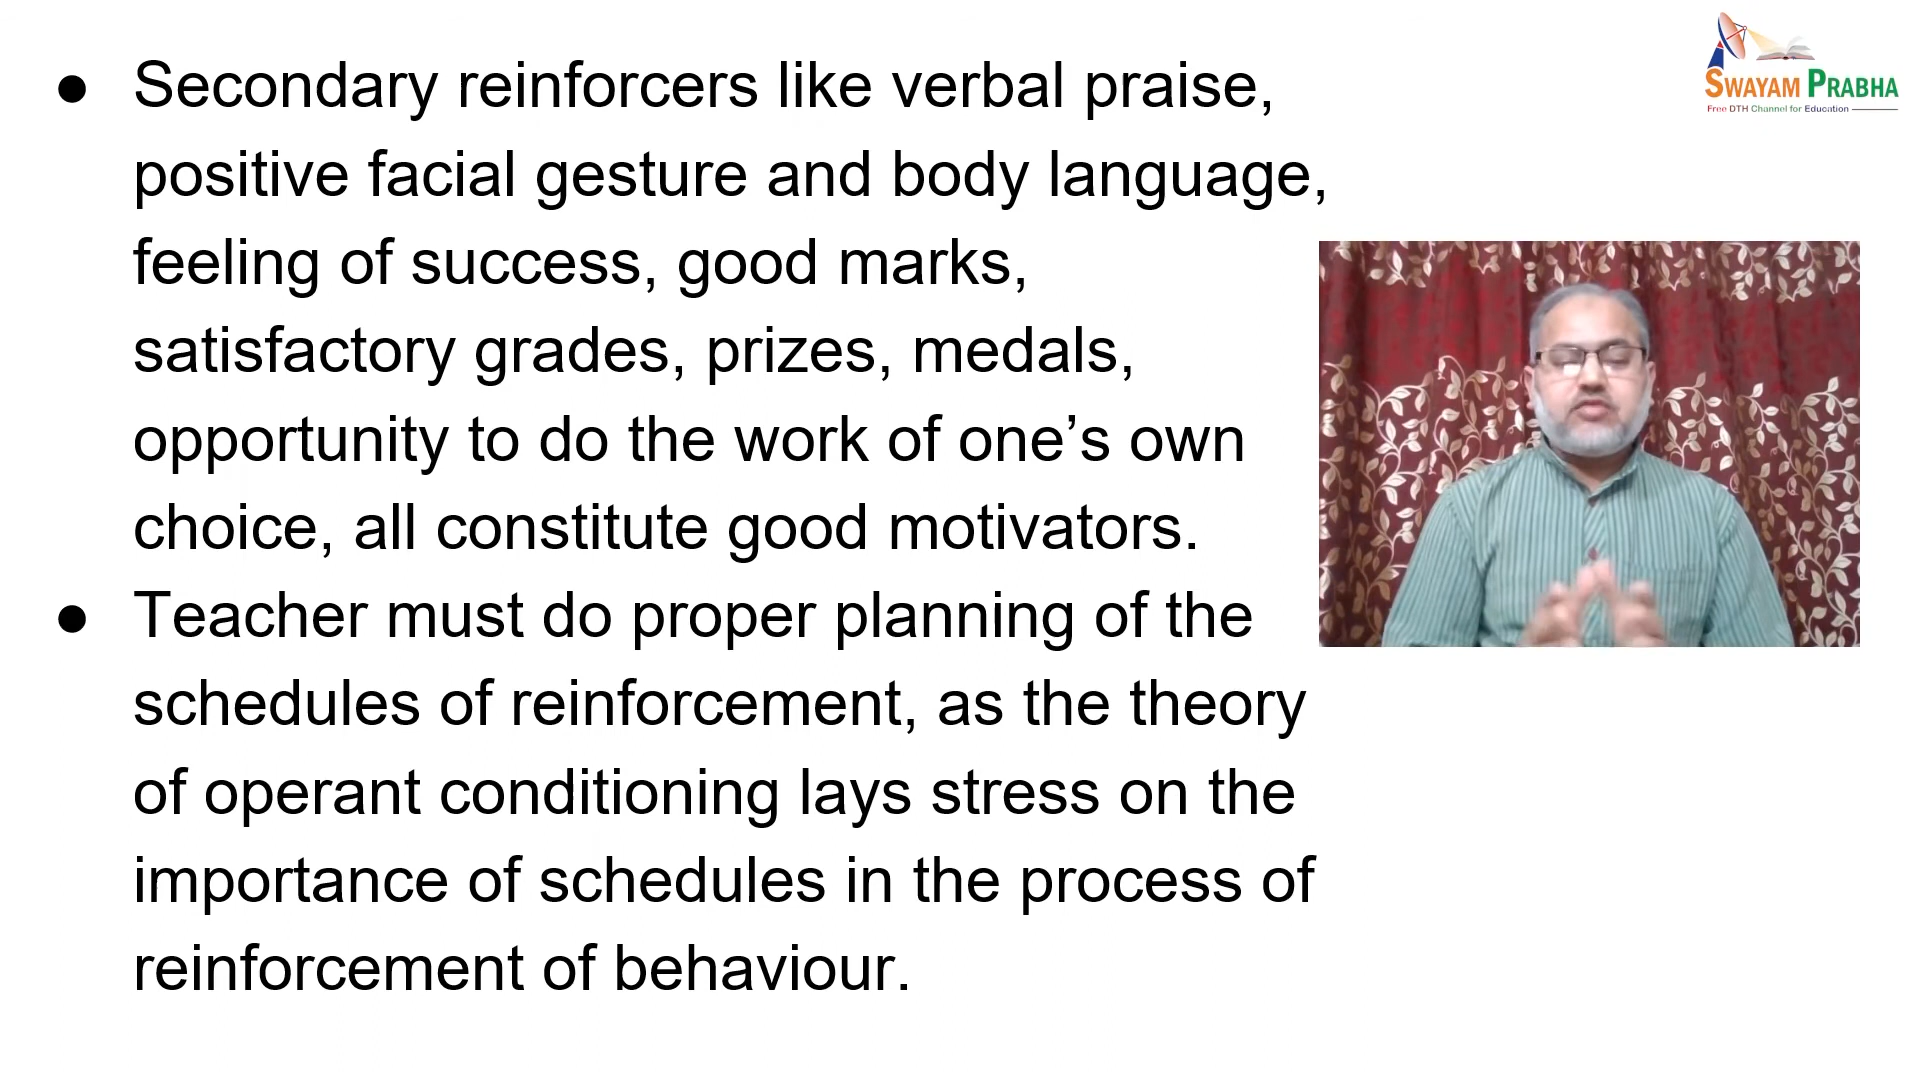 ● Secondary reinforcers like verbal praise,
positive facial gesture and body language,
feeling of success, good marks,
satisfactory grades, prizes, medals,
opportunity to do the work of one’s own
choice, all constitute good motivators.
● Teacher must do proper planning of the
schedules of reinforcement, as the theory
of operant conditioning lays stress on the
importance of schedules in the process of
reinforcement of behaviour.
SWAYAM PRABHA
Free DTH Channel for Education